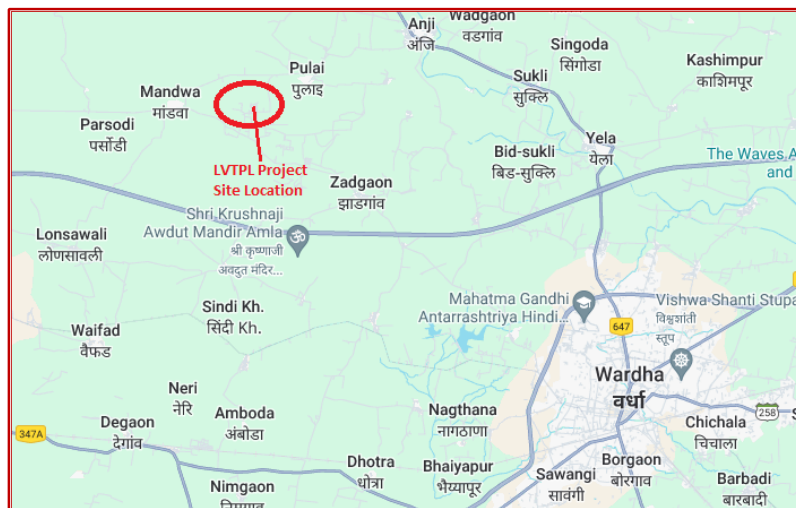 Wadgaon
वडगांव
Anji
अंजि
Singoda
सिंगोडा
Kashimpur
काशिमपूर
Pulai
पुलाइ
Sukli
सुक्लि
Mandwa
मांडवा
Parsodi
पर्सोडी
Yela
येला
Bid-sukli
बिड-सुक्लि
The Waves A
and
LVTPL Project
Site Location
Zadgaon
झाडगांव
Shri Krushnaji
Awdut Mandir Amla
श्री कृष्णाजी
अवदुत मंदिर...
Lonsawali
लोणसावली
Sindi Kh.
सिंदी Kh.
Mahatma Gandhi
Antarrashtriya Hindi...
Vishwa Shanti Stupa
विश्वशांती
स्तूप
647
Waifad
वैफड
Wardha
वर्धा
Neri
नेरि
Degaon
देगांव
Amboda
अंबोडा
Nagthana
नागठाणा
347A
258
Chichala
चिचाला
S
Dhotra
धोत्रा
Bhaiyapur
भैय्यापूर
Borgaon
बोरगाव
Sawangi
सावंगी
Barbadi
बारबादी
Nimgaon